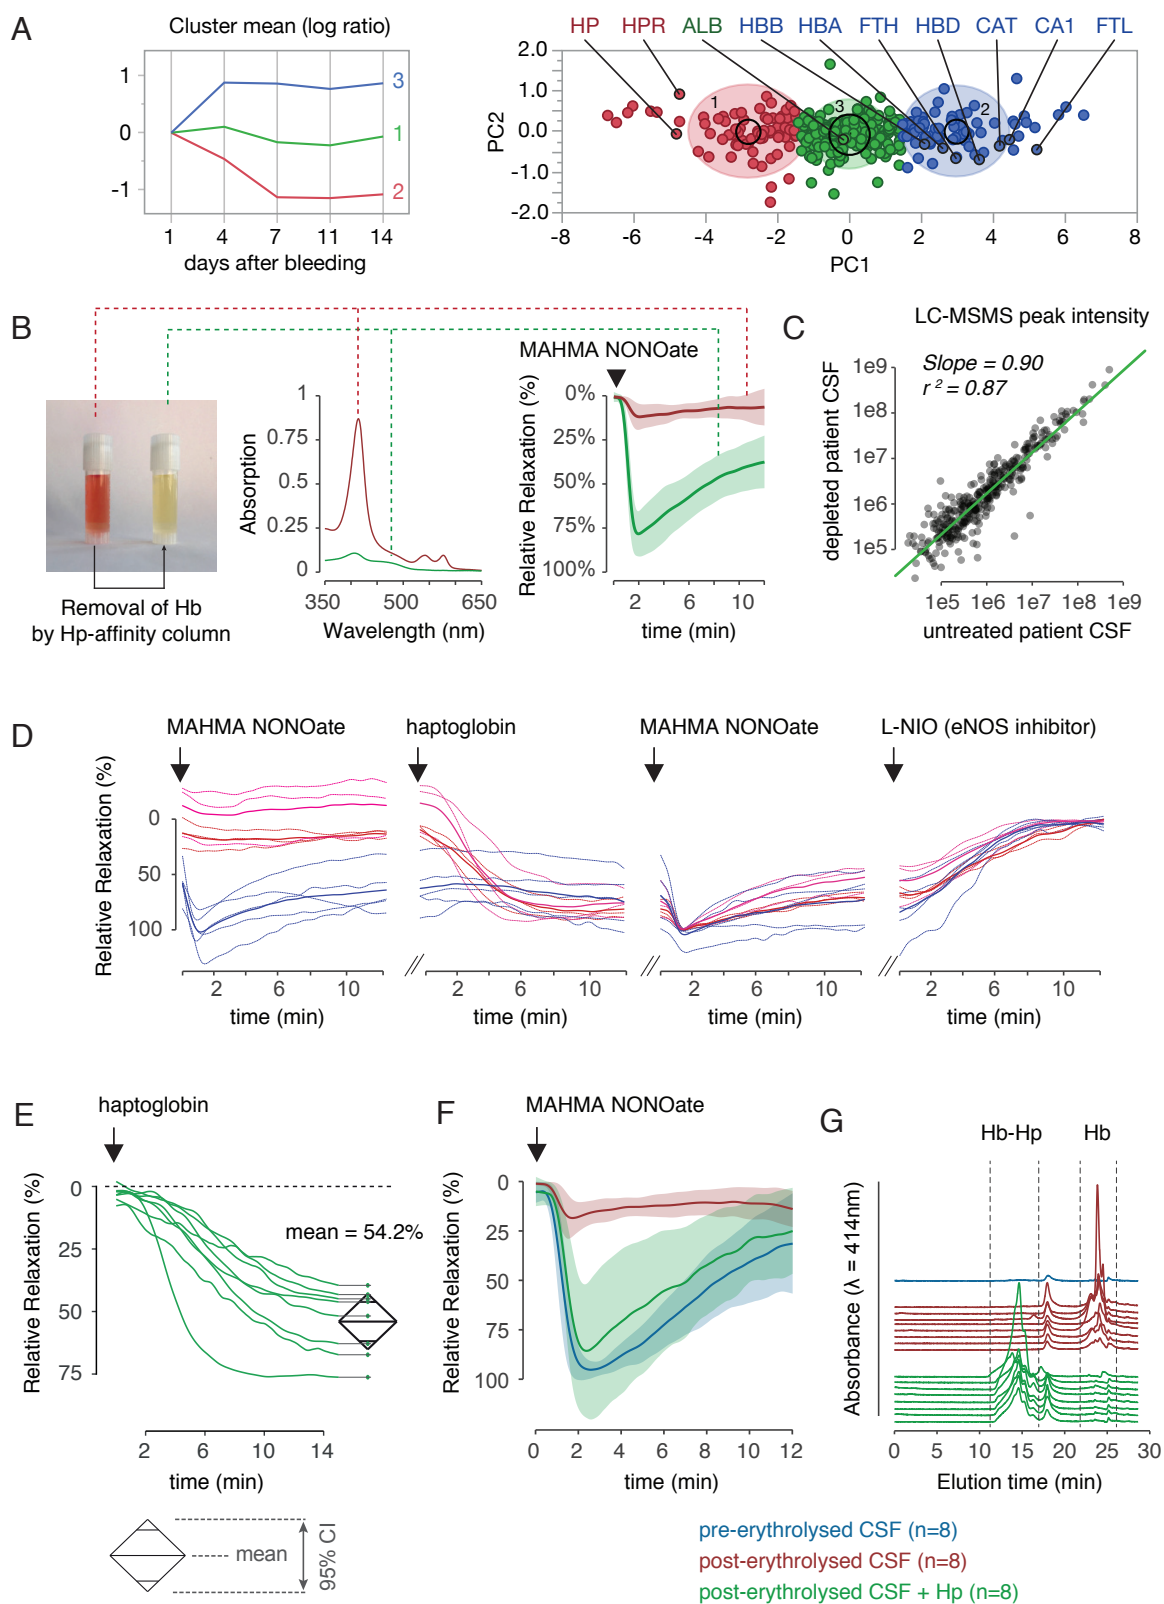 A
Cluster mean (log ratio)
1
0
-1
3
1
2
1 4 7 11 14
days after bleeding
HP HPR ALB HBB HBA FTH HBD CAT CA1 FTL
PC2
2.0
1.0
0.0
-1.0
-2.0
1
3
2
-8 -6 -4 -2 0 2 4 6 8
PC1
B
Removal of Hb
by Hp-affinity column
Absorption
1
0.75
0.5
0.25
0
350 500 650
Wavelength (nm)
MAHMA NONOate
Relative Relaxation (%)
0%
25%
50%
75%
100%
2 6 10
time (min)
C
LC-MSMS peak intensity
Slope = 0.90
r² = 0.87
depleted patient CSF
1e9
1e8
1e7
1e6
1e5
1e5 1e6 1e7 1e8 1e9
untreated patient CSF
D
MAHMA NONOate
haptoglobin
MAHMA NONOate
L-NIO (eNOS inhibitor)
Relative Relaxation (%)
0
50
100
2 6 10
time (min)
2 6 10
time (min)
2 6 10
time (min)
2 6 10
time (min)
E
haptoglobin
Relative Relaxation (%)
0
25
50
75
mean = 54.2%
2 6 10 14
time (min)
mean
95% CI
F
MAHMA NONOate
Relative Relaxation (%)
0
25
50
75
100
0 2 4 6 8 10 12
time (min)
G
Hb-Hp
Hb
Absorbance (λ = 414nm)
0 5 10 15 20 25 30
Elution time (min)
pre-erythrolysed CSF (n=8)
post-erythrolysed CSF (n=8)
post-erythrolysed CSF + Hp (n=8)